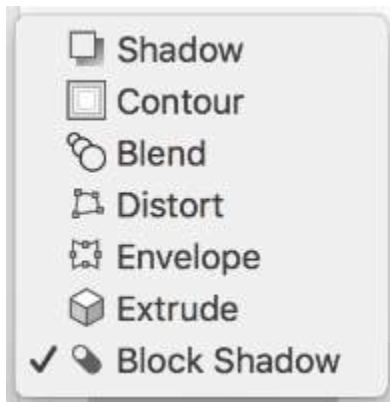 Shadow
Contour
Blend
Distort
Envelope
Extrude
Block Shadow